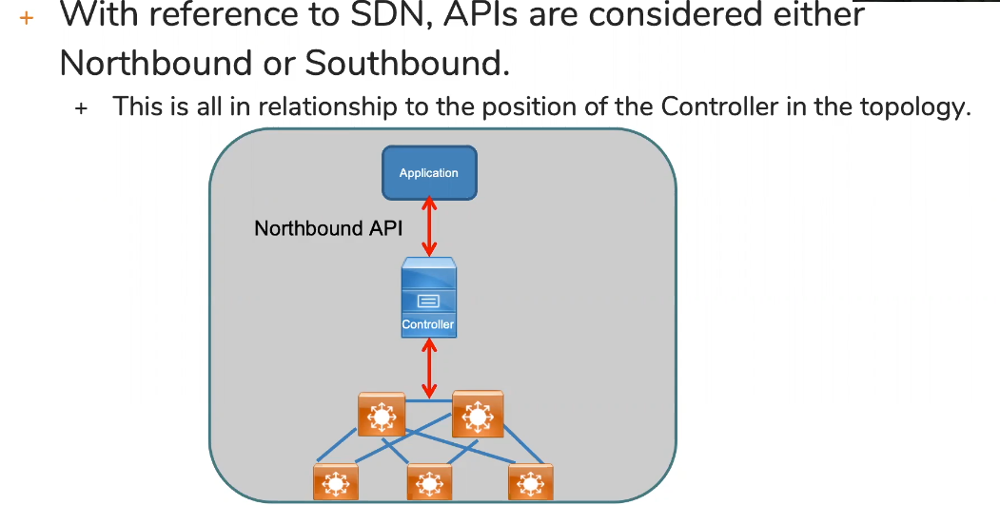 + With reference to SDN, APIs are considered either
Northbound or Southbound.
+ This is all in relationship to the position of the Controller in the topology.
Application
Northbound API
Controller